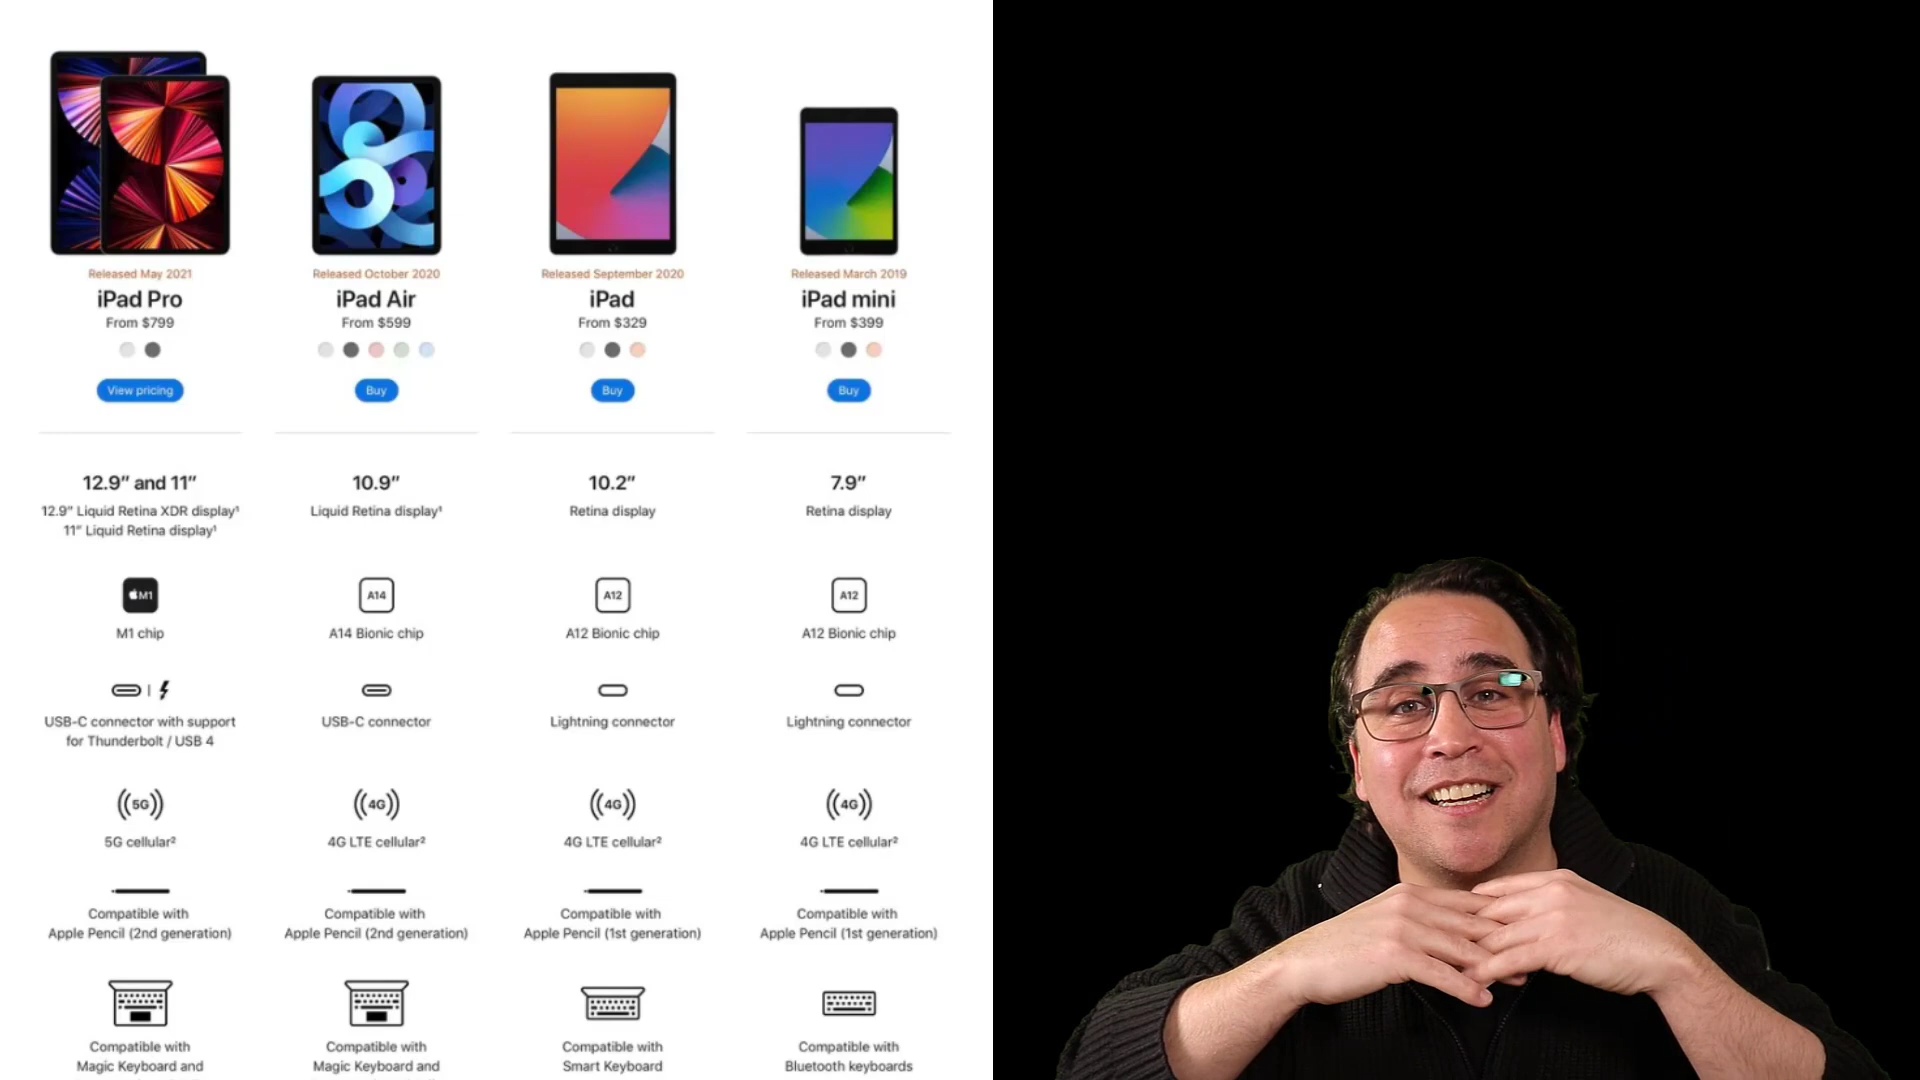 Released May 2021
iPad Pro
From $799
View pricing
12.9″ and 11″
12.9″ Liquid Retina XDR display¹
11″ Liquid Retina display¹
M1
M1 chip
USB-C connector with support
for Thunderbolt / USB 4
5G
5G cellular²
Compatible with
Apple Pencil (2nd generation)
Compatible with
Magic Keyboard and
Released October 2020
iPad Air
From $599
Buy
10.9″
Liquid Retina display¹
A14
A14 Bionic chip
USB-C connector
4G
4G LTE cellular²
Compatible with
Apple Pencil (2nd generation)
Compatible with
Magic Keyboard and
Released September 2020
iPad
From $329
Buy
10.2″
Retina display
A12
A12 Bionic chip
Lightning connector
4G
4G LTE cellular²
Compatible with
Apple Pencil (1st generation)
Compatible with
Smart Keyboard
Released March 2019
iPad mini
From $399
Buy
7.9″
Retina display
A12
A12 Bionic chip
Lightning connector
4G
4G LTE cellular²
Compatible with
Apple Pencil (1st generation)
Compatible with
Bluetooth keyboards